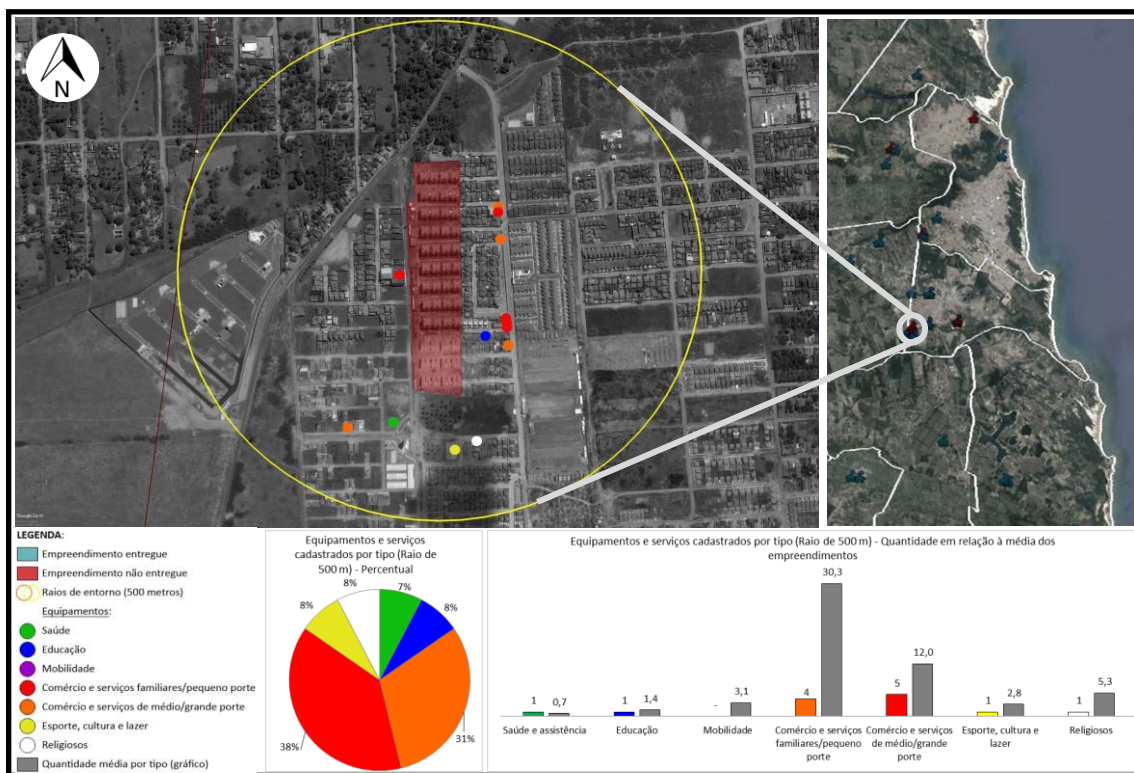 N
Google Earth
LEGENDA:
Empreendimento entregue
Empreendimento não entregue
Raios de entorno (500 metros)
Equipamentos:
Saúde
Educação
Mobilidade
Comércio e serviços familiares/pequeno porte
Comércio e serviços de médio/grande porte
Esporte, cultura e lazer
Religiosos
Quantidade média por tipo (gráfico)
Equipamentos e serviços
cadastrados por tipo (Raio de
500 m) - Percentual
8%
7%
8%
8%
38%
31%
Equipamentos e serviços cadastrados por tipo (Raio de 500 m) - Quantidade em relação à média dos
empreendimentos
1
0,7
1
1,4
-
3,1
4
30,3
5
12,0
1
2,8
1
5,3
Saúde e assistência
Educação
Mobilidade
Comércio e serviços
familiares/pequeno
porte
Comércio e serviços
de médio/grande
porte
Esporte, cultura e
lazer
Religiosos